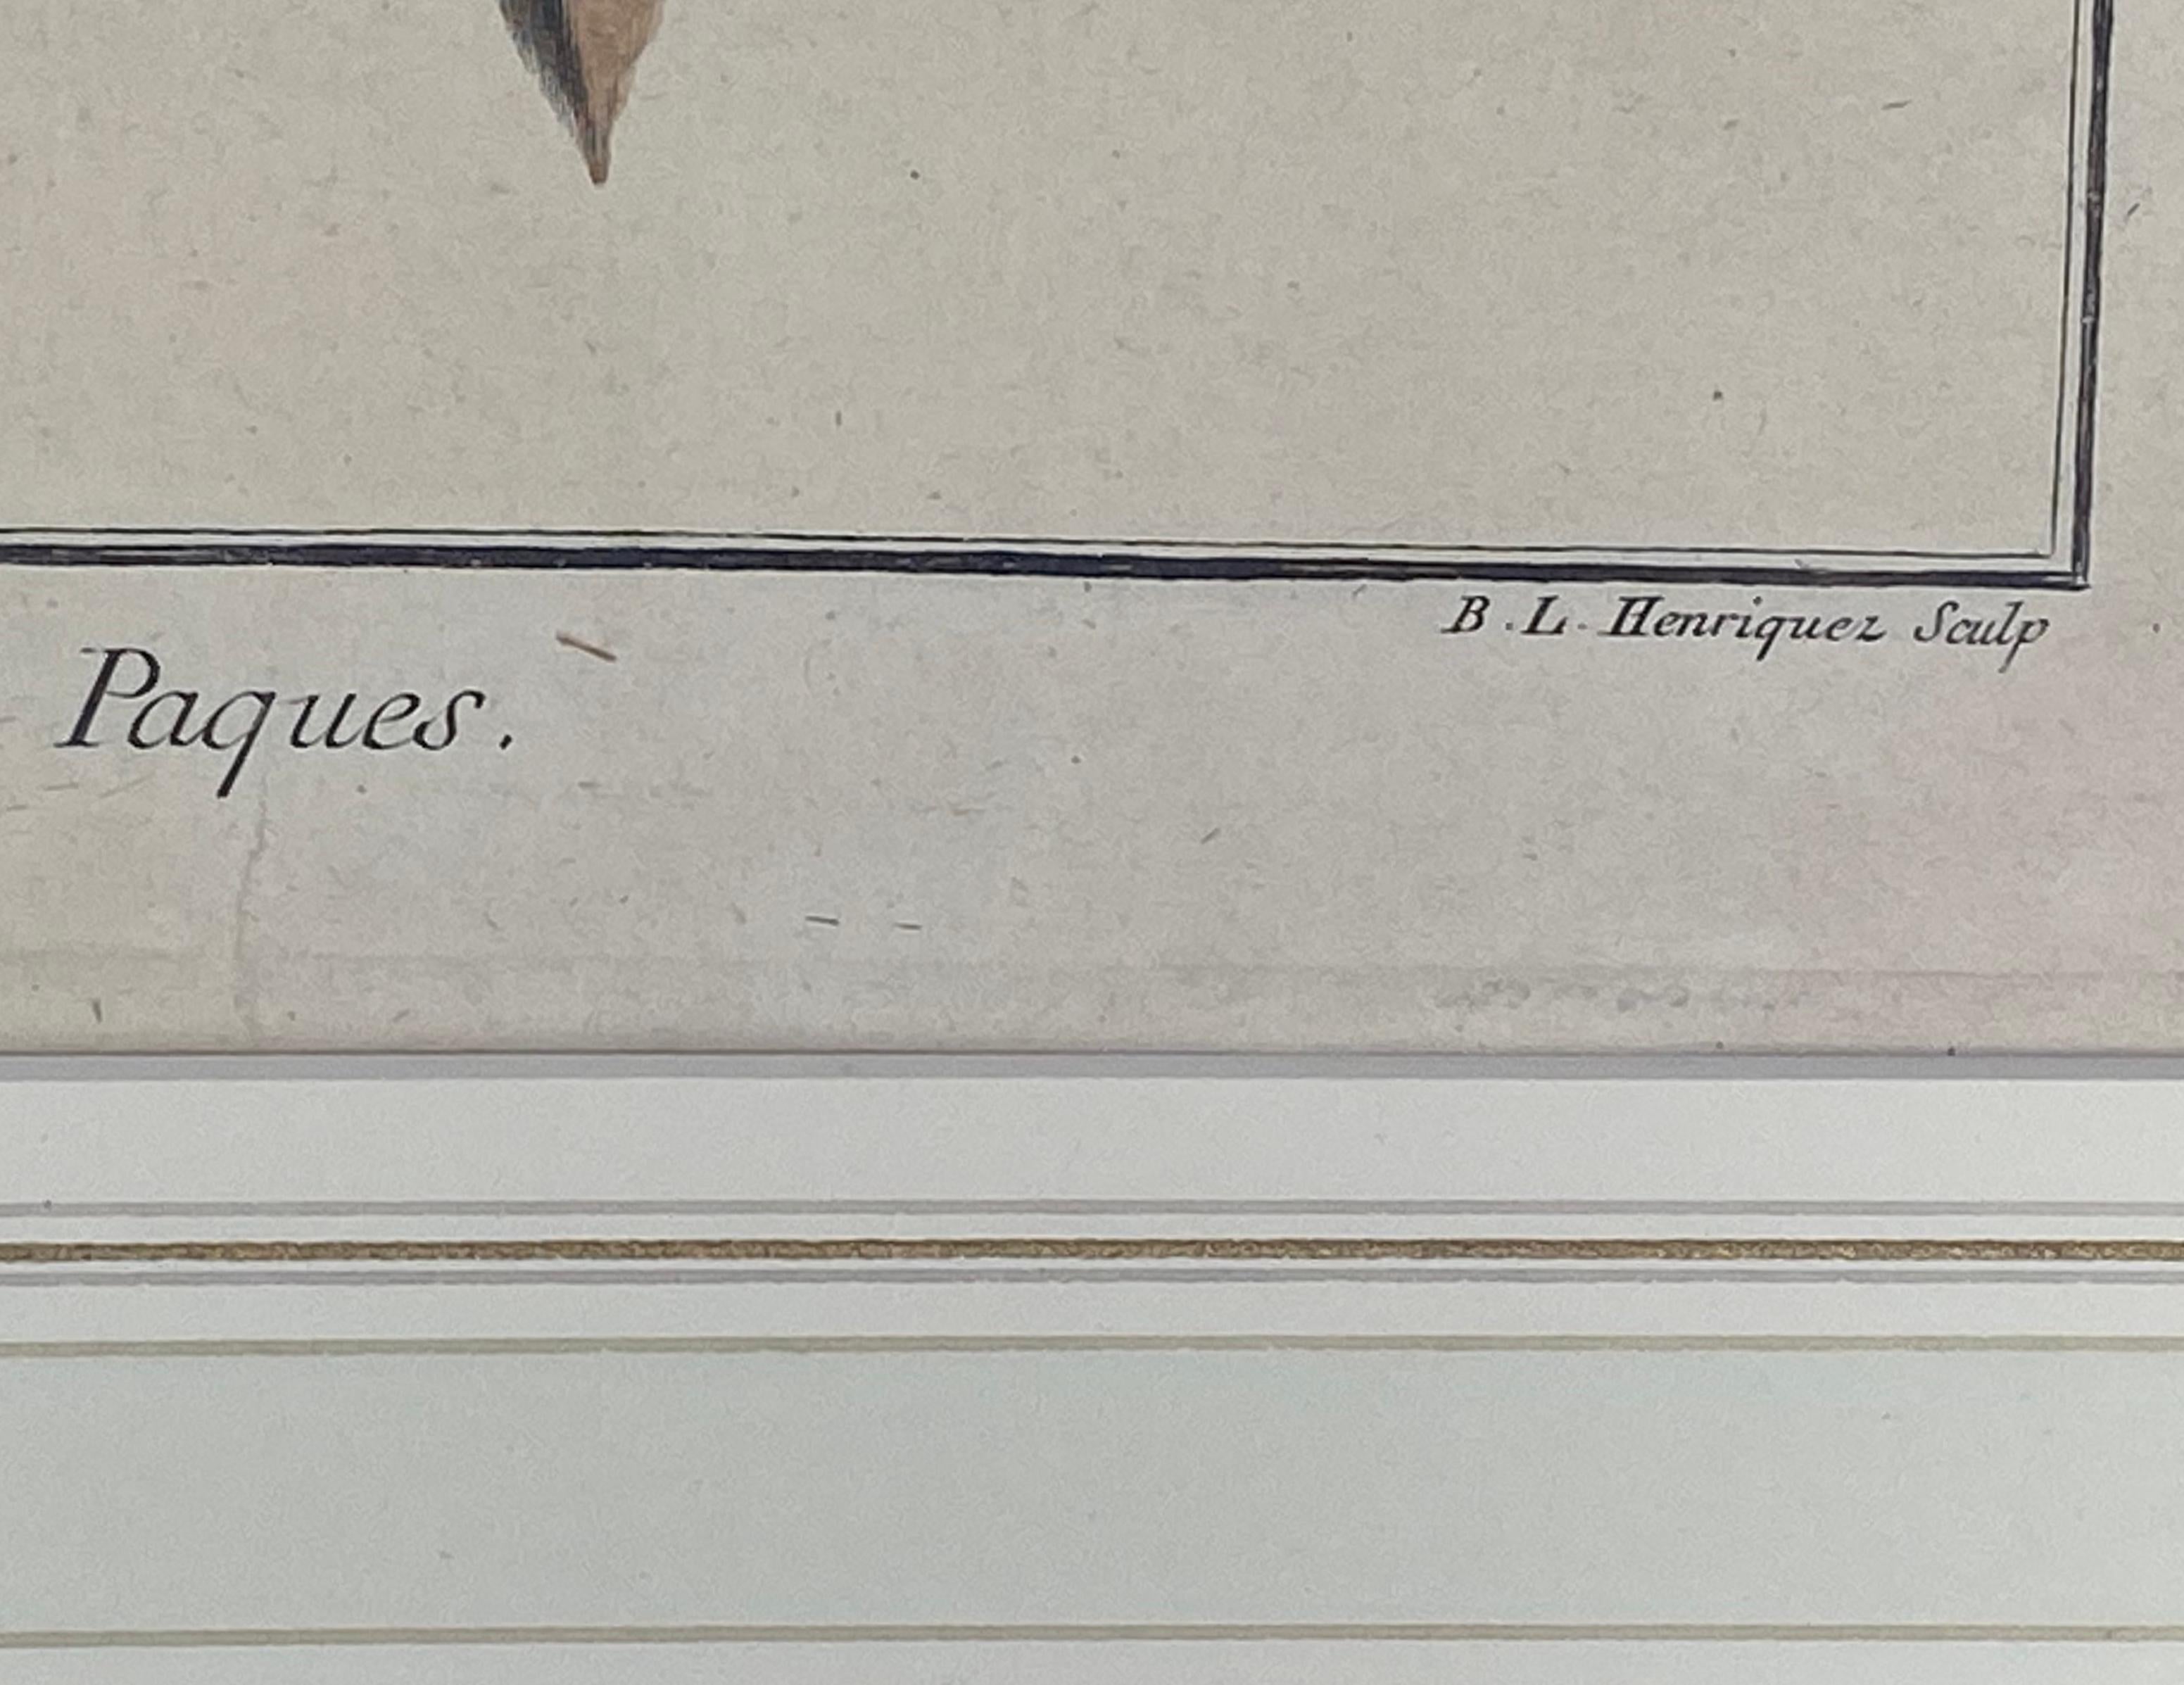 B. L. Henriquez Sculp
Paques.